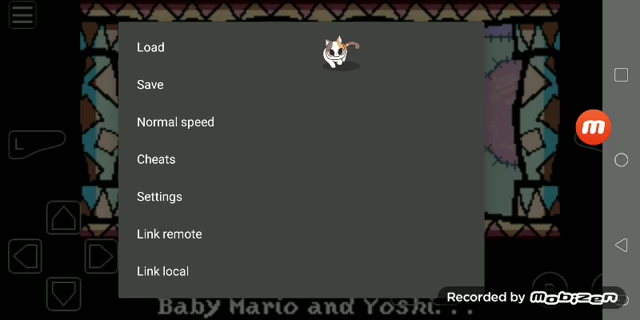 Load
Save
Normal speed
Cheats
Settings
Link remote
Link local
L
Recorded by mobizen
Baby Mario and Yoshi...